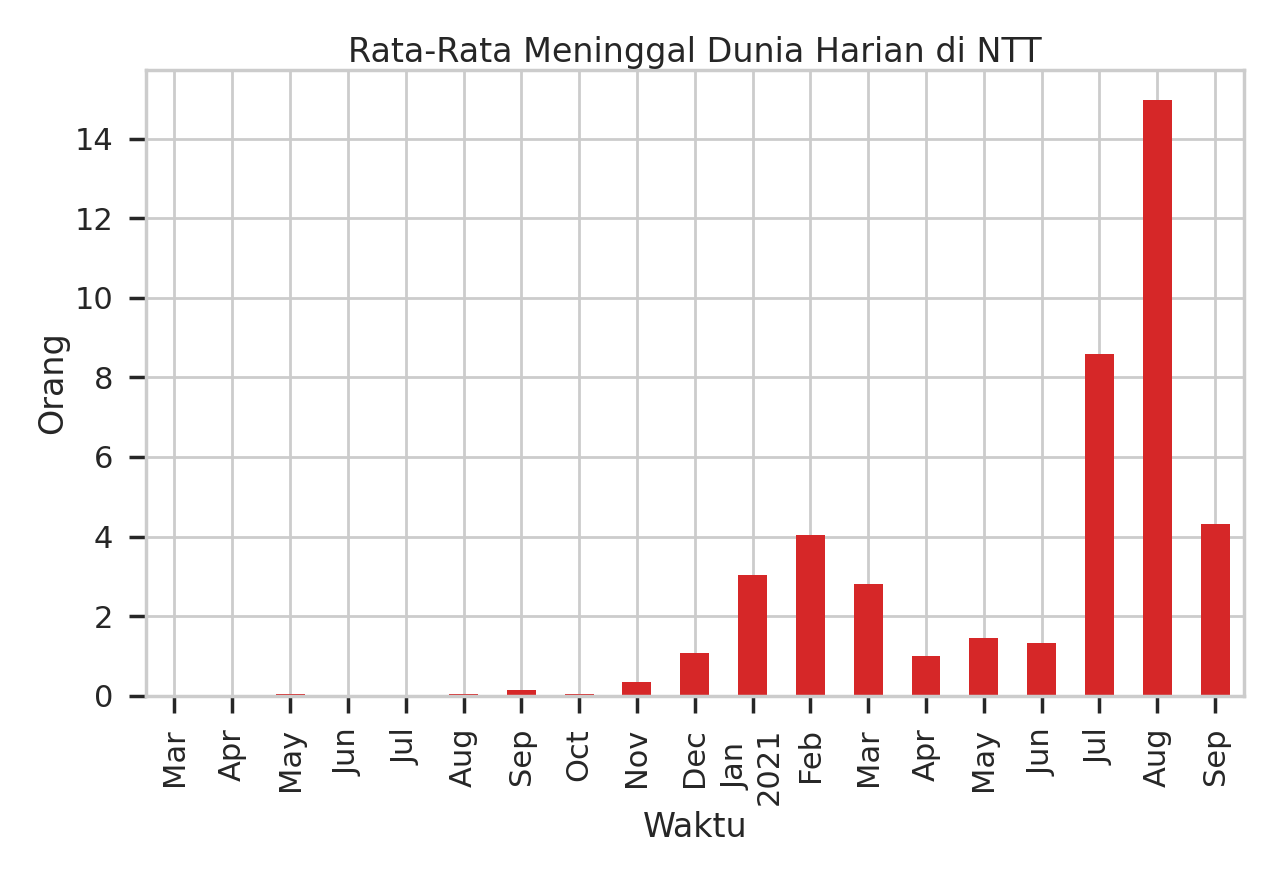 Rata-Rata Meninggal Dunia Harian di NTT
Orang
14
12
10
8
6
4
2
0
Mar
Apr
May
Jun
Jul
Aug
Sep
Oct
Nov
Dec
Jan
2021
Feb
Mar
Apr
May
Jun
Jul
Aug
Sep
Waktu